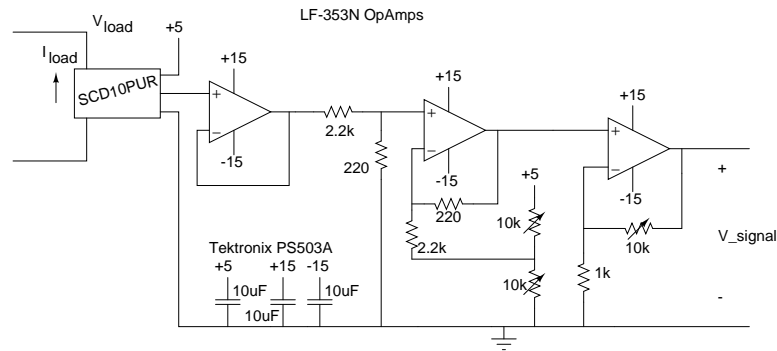 LF-353N OpAmps
V_load
+5
I_load
SCD10PUR
+15
+
−
-15
2.2k
220
+15
+
−
-15
220
2.2k
+5
10k
10k
+15
+
−
-15
10k
1k
+
V_signal
-
Tektronix PS503A
+5
+15
-15
10uF
10uF
10uF